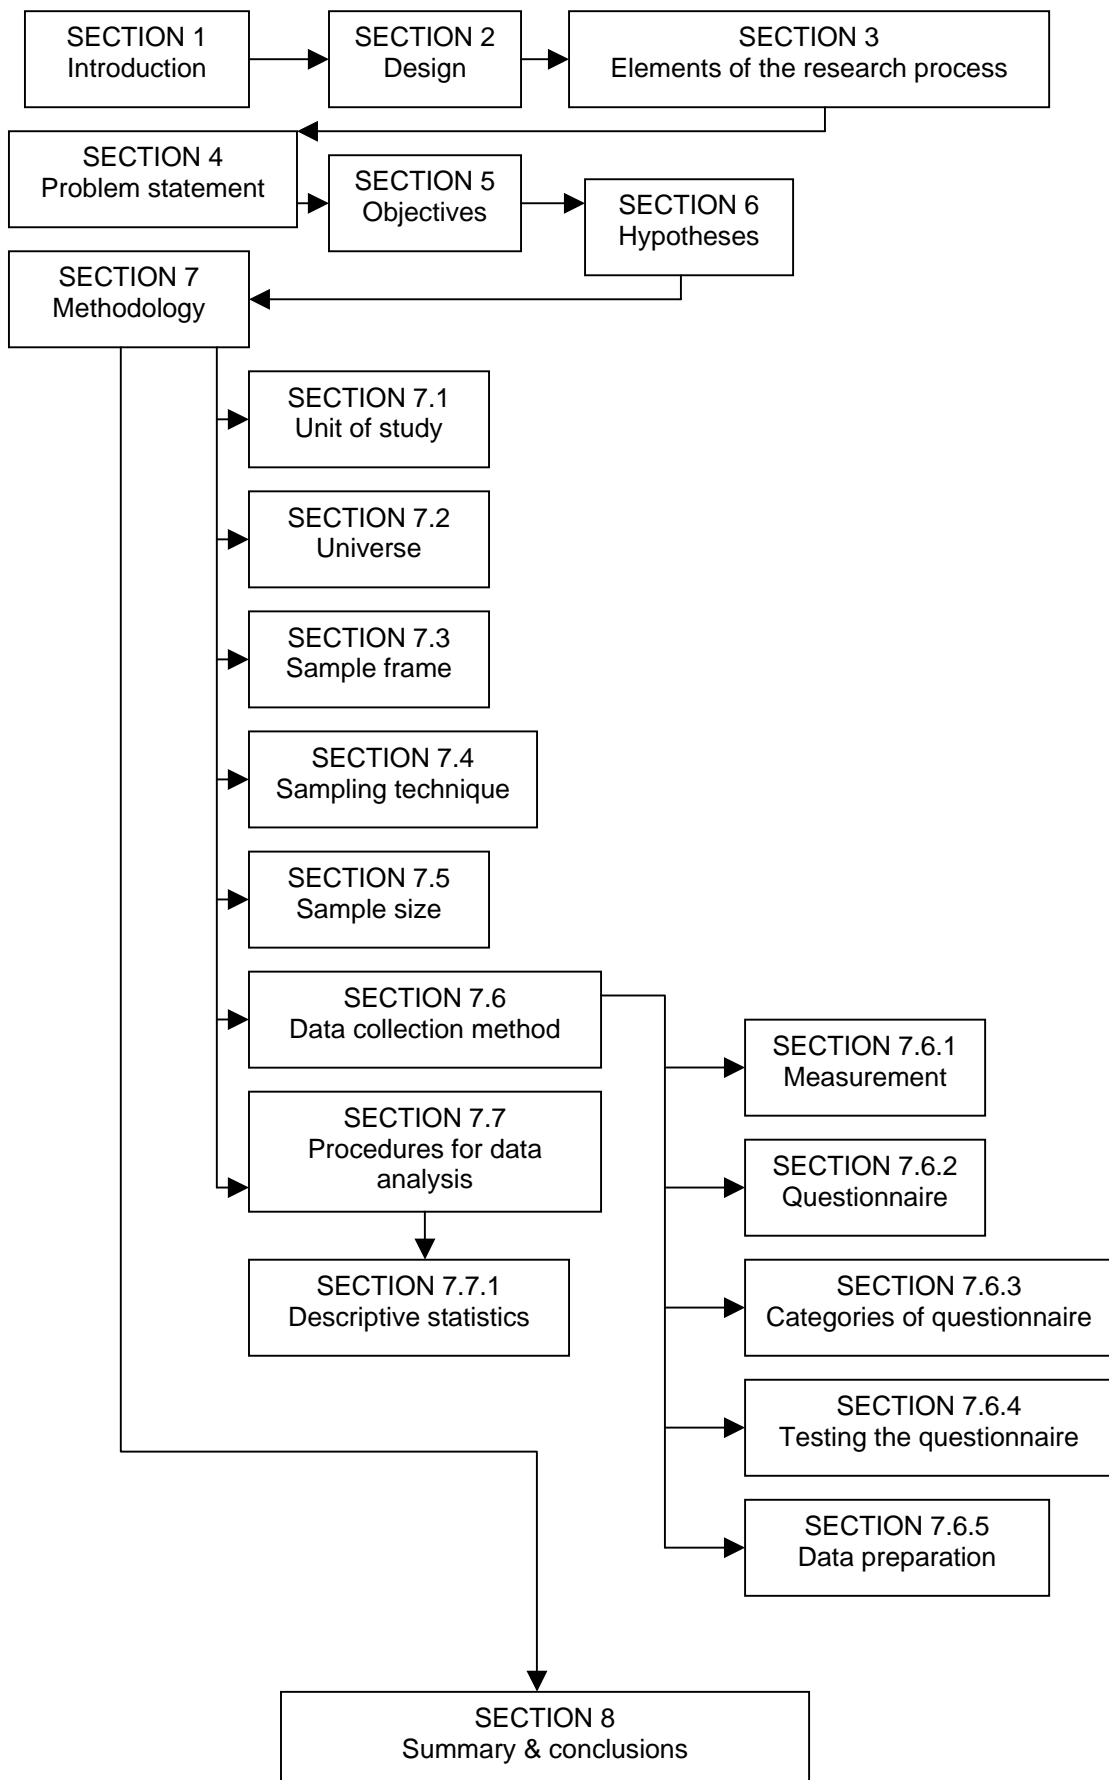 SECTION 1
Introduction
SECTION 2
Design
SECTION 3
Elements of the research process
SECTION 4
Problem statement
SECTION 5
Objectives
SECTION 6
Hypotheses
SECTION 7
Methodology
SECTION 7.1
Unit of study
SECTION 7.2
Universe
SECTION 7.3
Sample frame
SECTION 7.4
Sampling technique
SECTION 7.5
Sample size
SECTION 7.6
Data collection method
SECTION 7.6.1
Measurement
SECTION 7.6.2
Questionnaire
SECTION 7.6.3
Categories of questionnaire
SECTION 7.6.4
Testing the questionnaire
SECTION 7.6.5
Data preparation
SECTION 7.7
Procedures for data
analysis
SECTION 7.7.1
Descriptive statistics
SECTION 8
Summary & conclusions